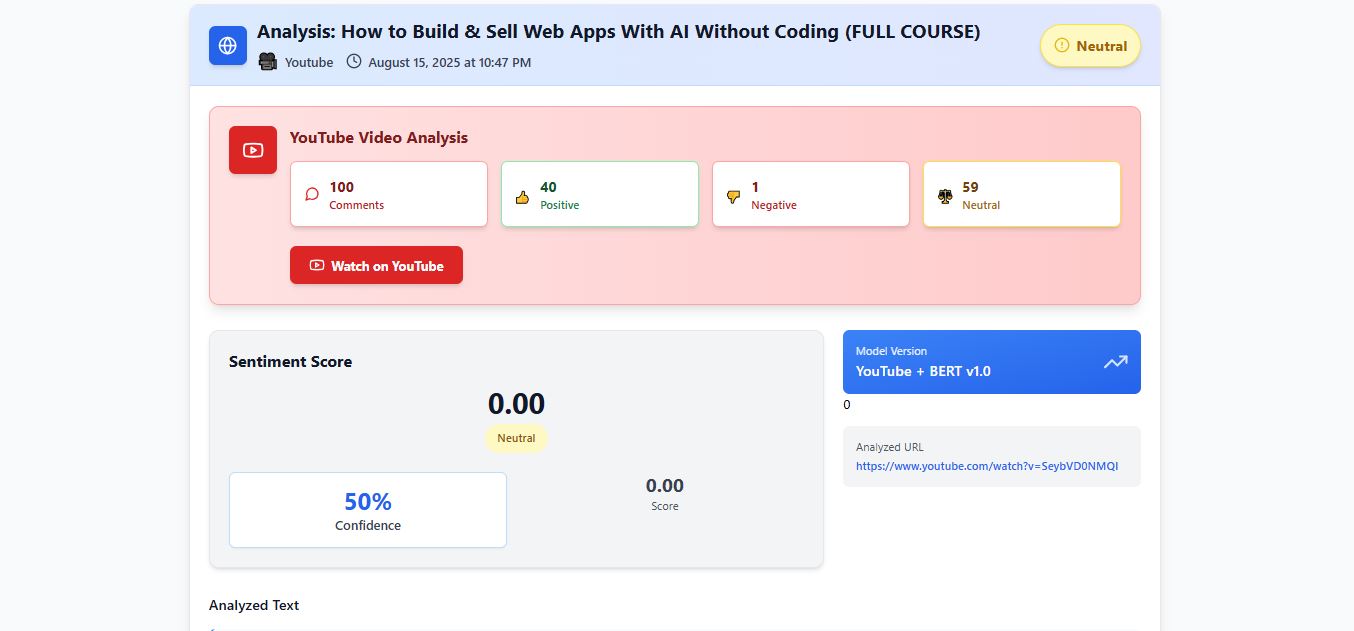 Analysis: How to Build & Sell Web Apps With AI Without Coding (FULL COURSE)
Youtube August 15, 2025 at 10:47 PM
Neutral
YouTube Video Analysis
100
Comments
40
Positive
1
Negative
59
Neutral
Watch on YouTube
Sentiment Score
0.00
Neutral
50%
Confidence
0.00
Score
Model Version
YouTube + BERT v1.0
0
Analyzed URL
https://www.youtube.com/watch?v=SeybVD0NMQI
Analyzed Text